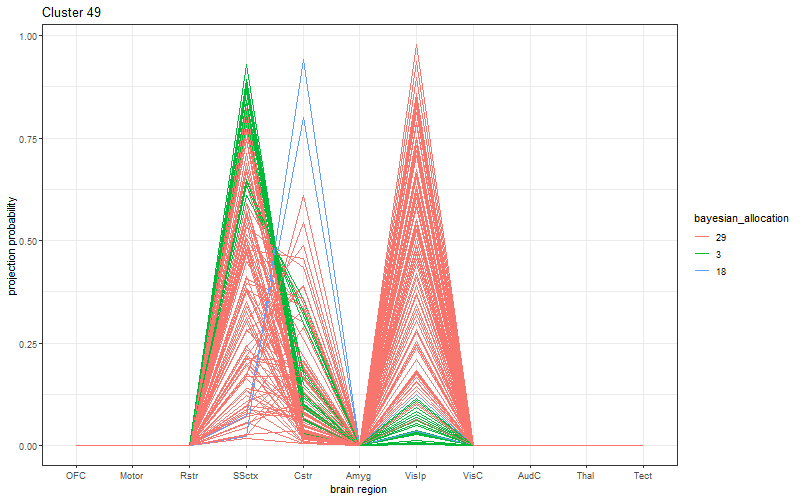 Cluster 49
1.00
0.75
0.50
0.25
0.00
projection probability
OFC Motor Rstr SSctx Cstr Amyg VisIp VisC AudC Thal Tect
brain region
bayesian_allocation
29
3
18